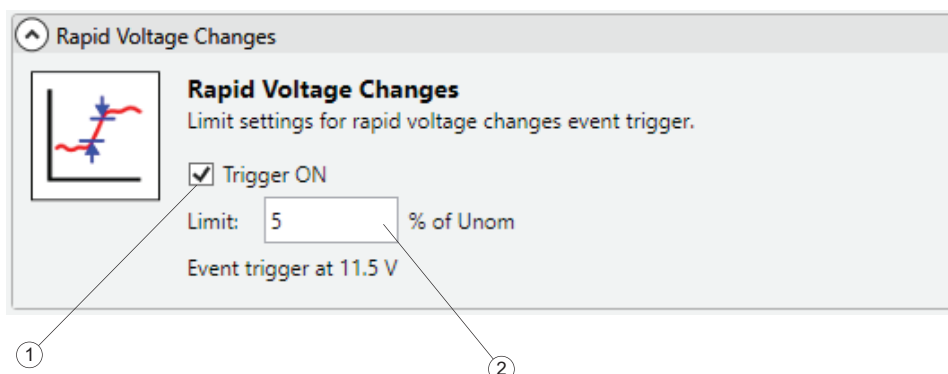 Rapid Voltage Changes
Rapid Voltage Changes
Limit settings for rapid voltage changes event trigger.
Trigger ON
Limit: 5 % of Unom
Event trigger at 11.5 V
1
2